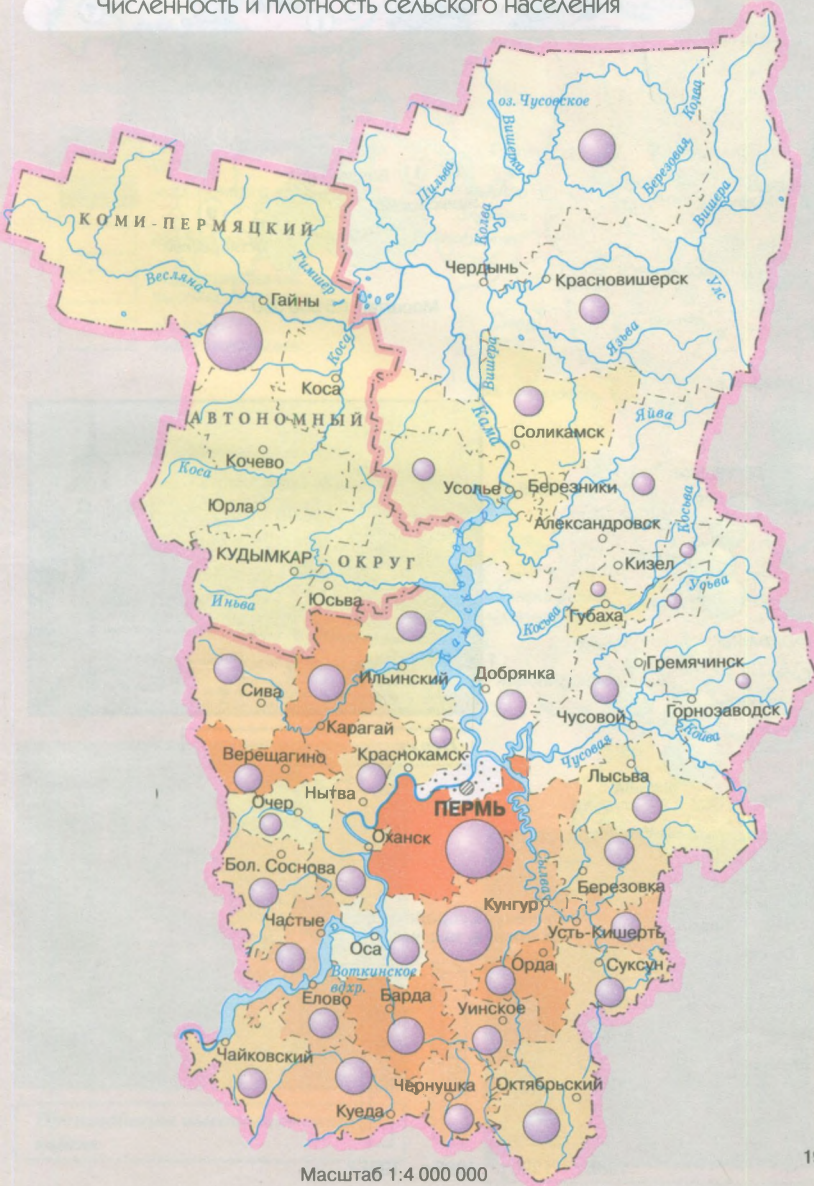 Численность и плотность сельского населения
оз. Чусовское
Вишерка
Колва
Березовая
Вишера
Пильва
Колва
КОМИ-ПЕРМЯЦКИЙ
Весляна
Тимшер
Гайны
Чердынь
Красновишерск
Улс
Язьва
Коса
Коса
Вишера
АВТОНОМНЫЙ
Кама
Соликамск
Яйва
Кочево
Коса
Усолье
Березники
Юрла
Александровск
Косьва
КУДЫМКАР
ОКРУГ
Кизел
Юсьва
Иньва
Косьва
Губаха
Усьва
Ильинский
Добрянка
Гремячинск
Сива
Карагай
Чусовой
Горнозаводск
Койва
Верещагино
Краснокамск
Чусовая
Лысьва
Нытва
Очер
ПЕРМЬ
Оханск
Сылва
Бол. Соснова
Березовка
Кунгур
Частые
Усть-Кишерть
Оса
Орда
Суксун
Воткинское
вдхр.
Елово
Барда
Уинское
Чайковский
Чернушка
Октябрьский
Куеда
Масштаб 1:4 000 000